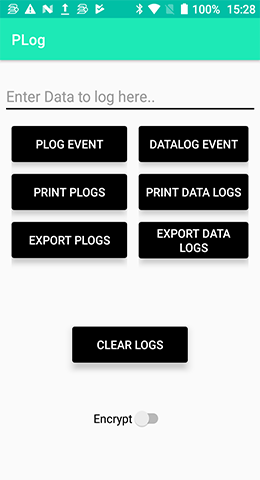 100% 15:28
PLog
Enter Data to log here..
PLOG EVENT
DATALOG EVENT
PRINT PLOGS
PRINT DATA LOGS
EXPORT PLOGS
EXPORT DATA
LOGS
CLEAR LOGS
Encrypt